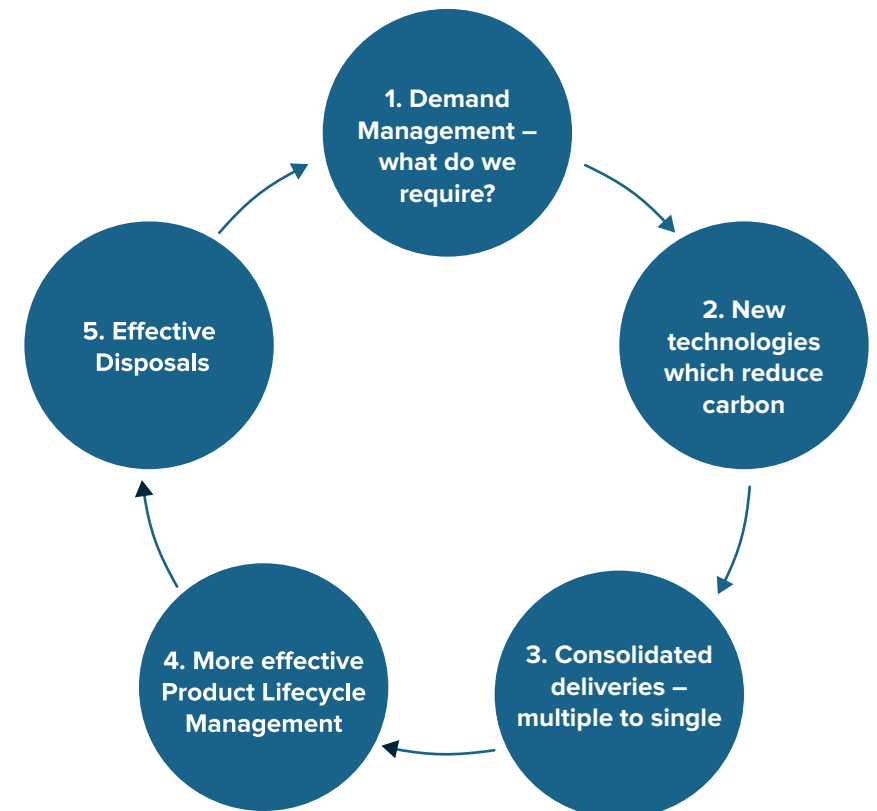 1. Demand
Management –
what do we
require?
2. New
technologies
which reduce
carbon
3. Consolidated
deliveries –
multiple to single
4. More effective
Product Lifecycle
Management
5. Effective
Disposals